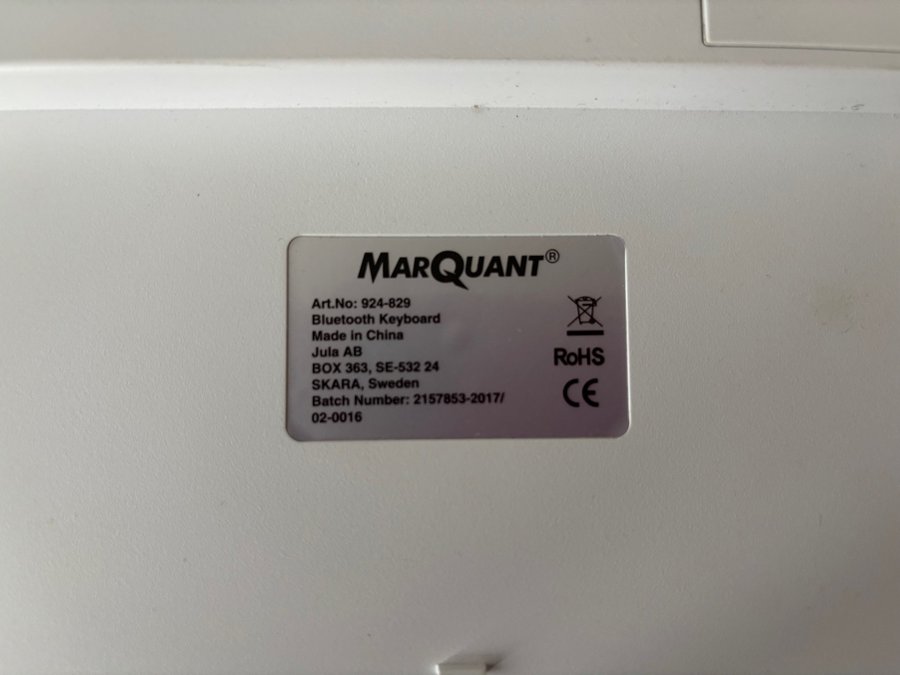 MARQUANT®
Art.No: 924-829
Bluetooth Keyboard
Made in China
Jula AB
BOX 363, SE-532 24
SKARA, Sweden
Batch Number: 2157853-2017/
02-0016
RoHS
CE